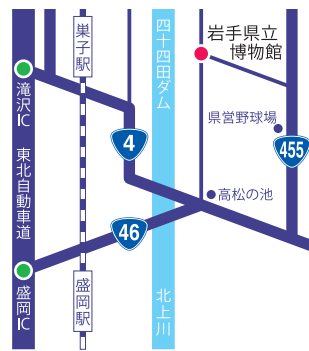 巣子駅
四十四田ダム
岩手県立
博物館
滝沢IC
県営野球場
4
455
東北自動車道
高松の池
46
盛岡駅
北上川
盛岡IC